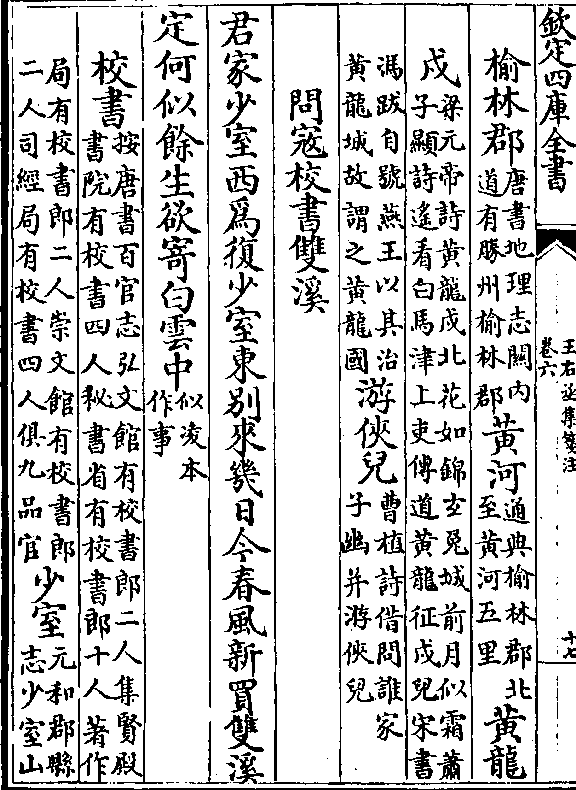 欽定四庫全書
王右丞集箋注
卷六
十七
榆林郡唐書地理志關内道有勝州榆林郡黄河通典榆林郡北至黄河五里黄龍
戍梁元帝詩黄龍戍北花如錦玄菟城前月似霜蕭子顯詩遙看白馬津上吏傳道黄龍征戍兒宋書
馮跋自號燕王以其治黄龍城故謂之黄龍國游俠兒曹植詩借問誰家子幽并游俠兒
問寇校書雙溪
君家少室西爲復少室東别來幾日今春風新買雙溪
定何似餘生欲寄白雲中似凌本作事
校書按唐書百官志弘文館有校書郎二人集賢殿書院有校書四人秘書省有校書郎十人著作
局有校書郎二人崇文館有校書郎二人司經局有校書四人俱九品官少室元和郡縣志少室山